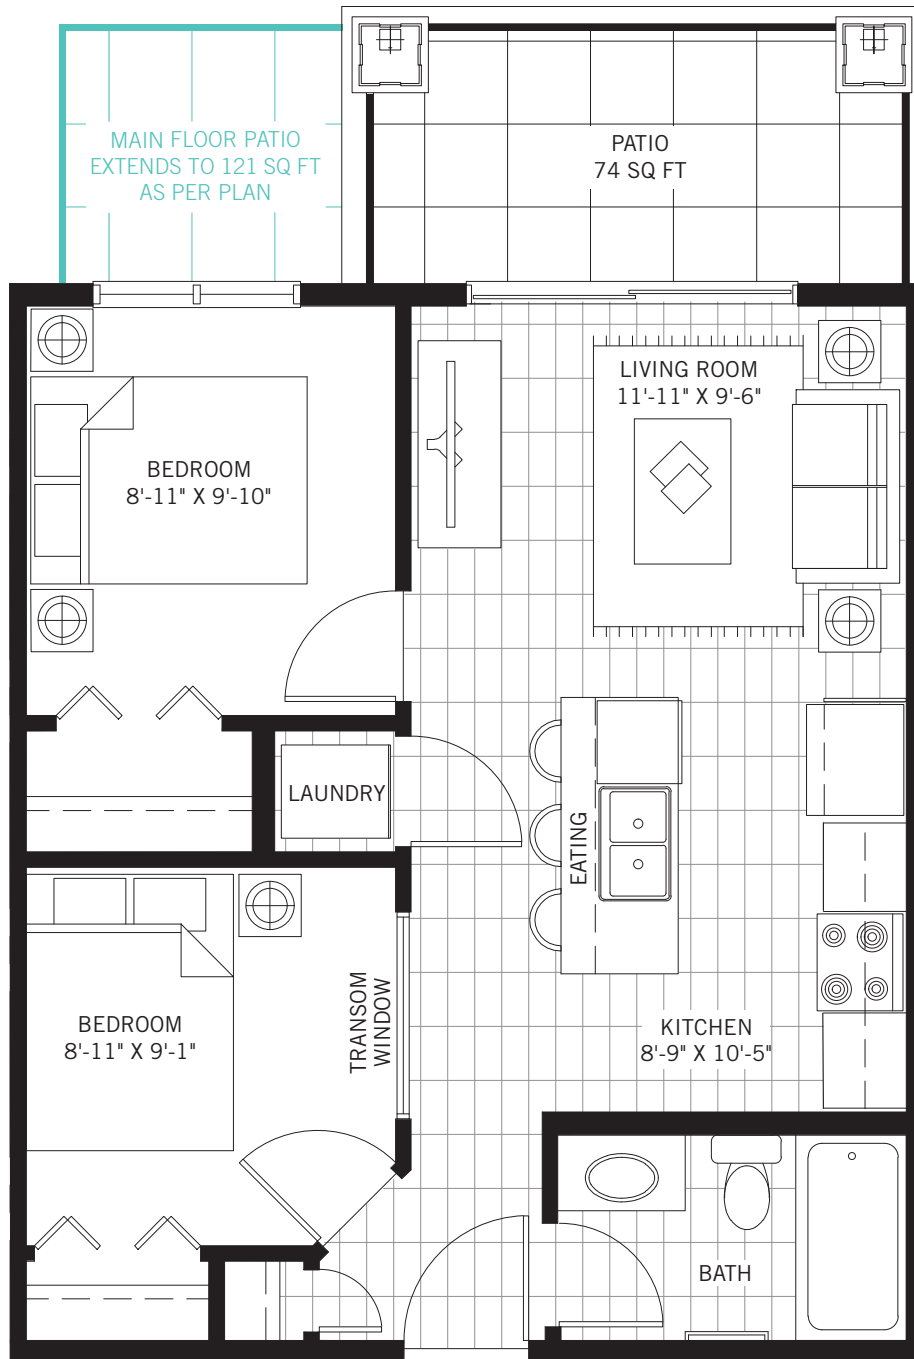 MAIN FLOOR PATIO
EXTENDS TO 121 SQ FT
AS PER PLAN
PATIO
74 SQ FT
LIVING ROOM
11'-11" X 9'-6"
BEDROOM
8'-11" X 9'-10"
LAUNDRY
EATING
BEDROOM
8'-11" X 9'-1"
TRANSOM
WINDOW
KITCHEN
8'-9" X 10'-5"
BATH